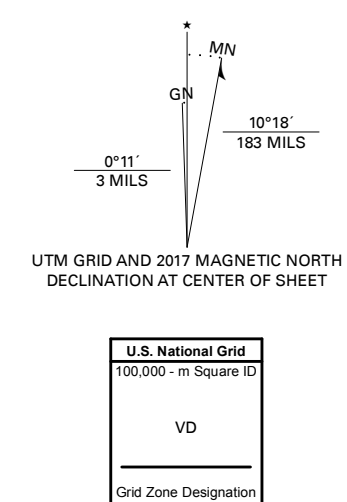 MN
GN
10°18´
183 MILS
0°11´
3 MILS
UTM GRID AND 2017 MAGNETIC NORTH
DECLINATION AT CENTER OF SHEET
U.S. National Grid
100,000 - m Square ID
VD
Grid Zone Designation